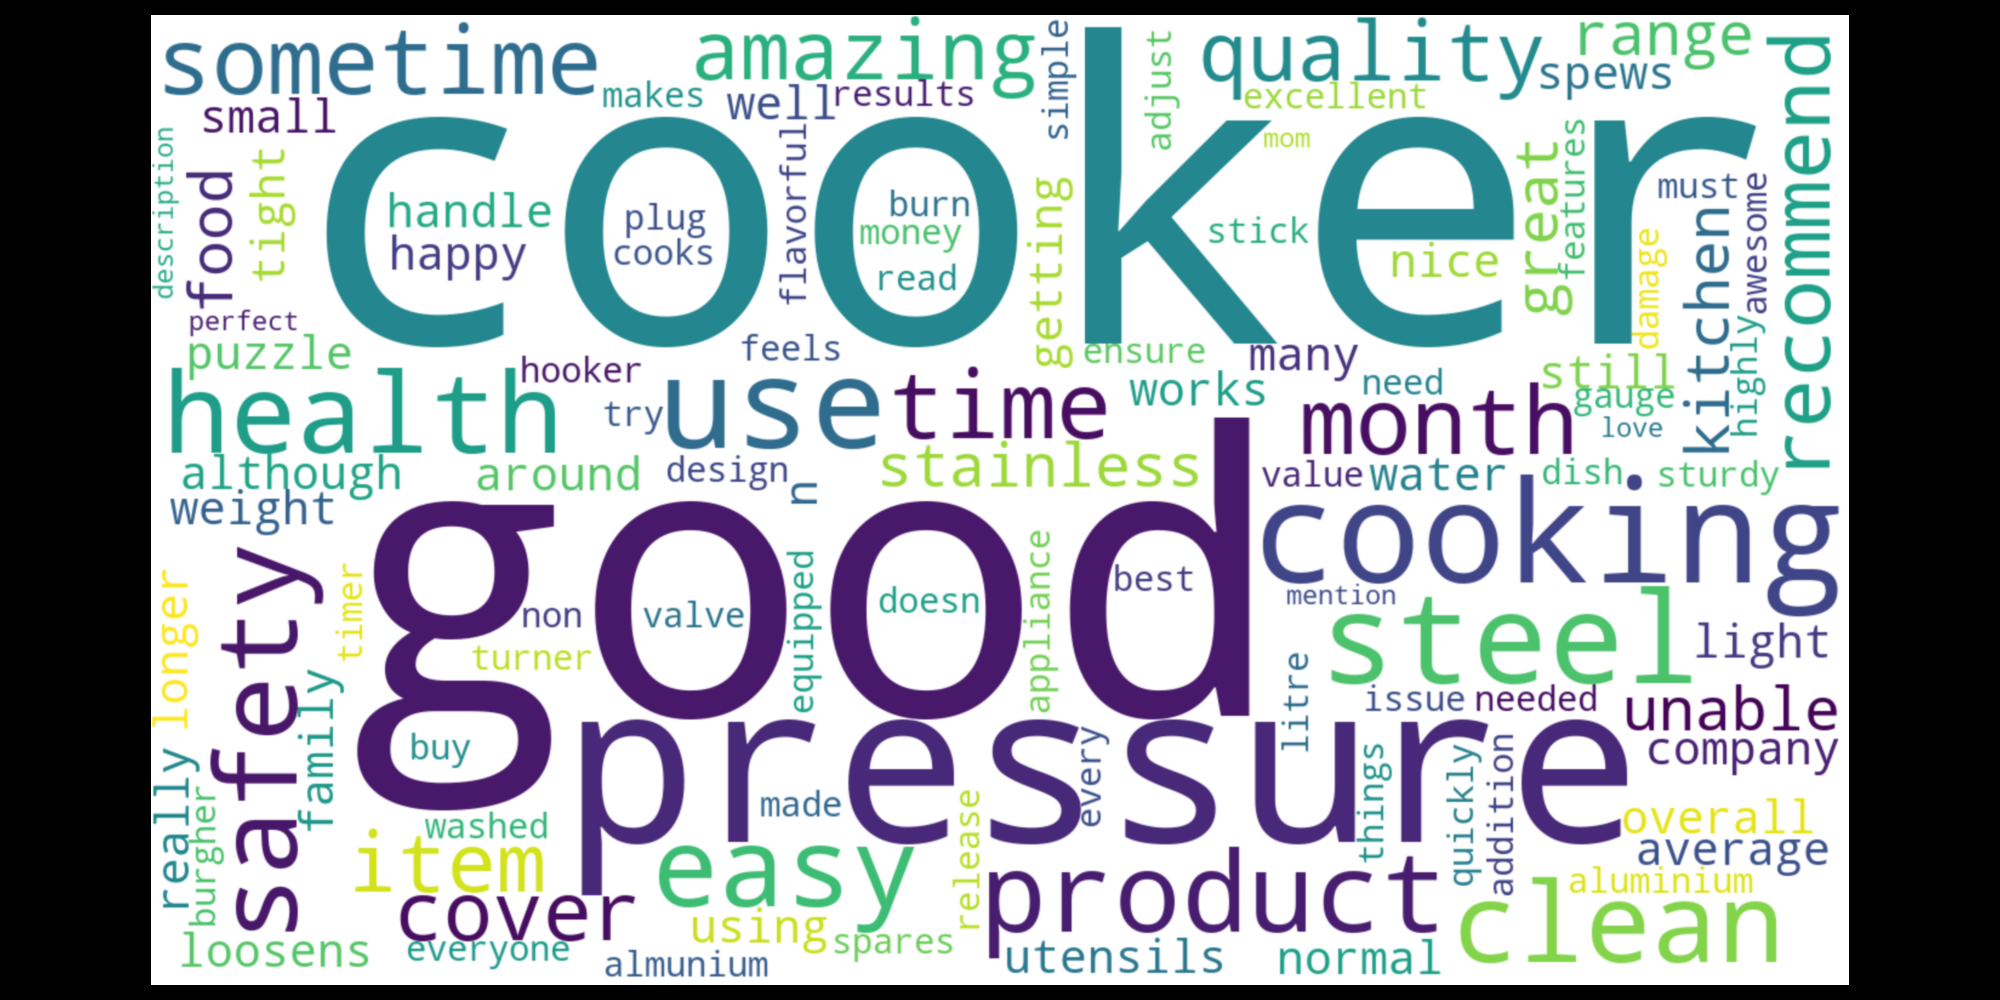 sometime
amazing
quality
range
spews
small
makes
well
results
simple
adjust
excellent
mom
recommend
cooker
description
food
tight
handle
happy
plug
cooks
flavorful
burn
money
read
getting
stick
nice
great
features
must
damage
kitchen
awesome
highly
perfect
puzzle
hooker
feels
ensure
many
works
need
still
gauge
love
health
try
use
time
month
although
around
design
n
stainless
value
water
dish
sturdy
weight
good
cooking
best
mention
steel
light
longer
safety
timer
non
valve
doesn
turner
equipped
appliance
litre
issue
needed
unable
company
family
buy
pressure
every
made
really
burgher
washed
release
things
quickly
addition
overall
average
item
easy
product
aluminium
clean
cover
using
spares
loosens
everyone
almunium
utensils
normal